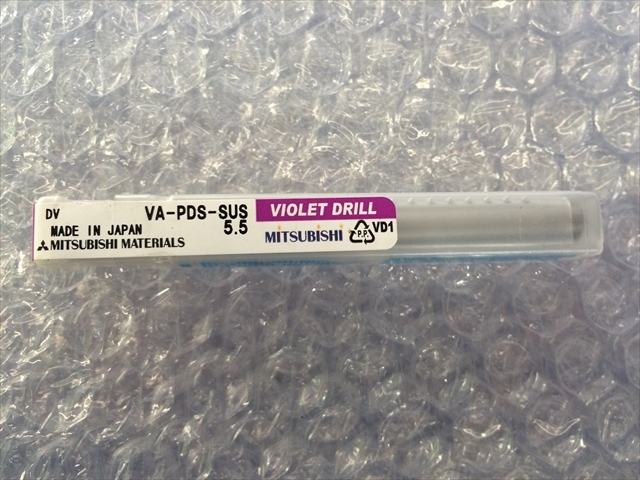 DV VA-PDS-SUS
5.5
MADE IN JAPAN
MITSUBISHI MATERIALS
VIOLET DRILL
MITSUBISHI
P.P.
VD1